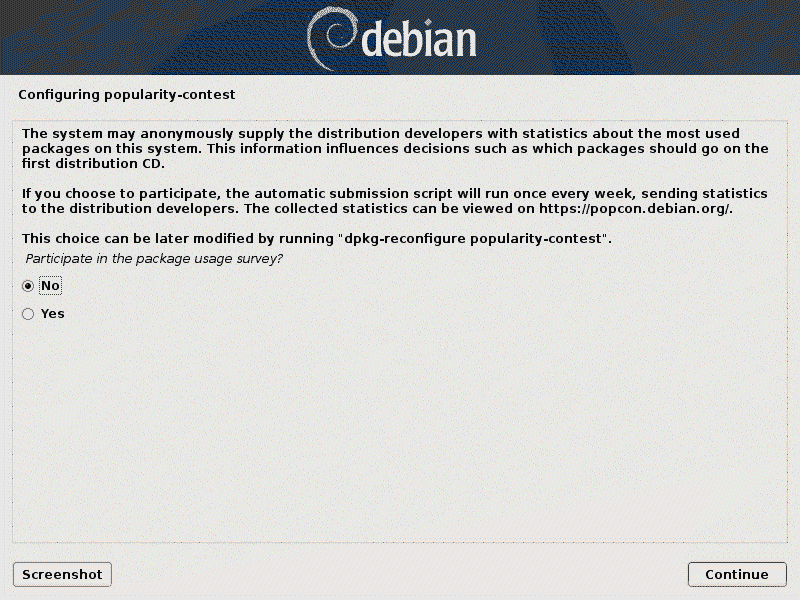 debian
Configuring popularity-contest
The system may anonymously supply the distribution developers with statistics about the most used
packages on this system. This information influences decisions such as which packages should go on the
first distribution CD.
If you choose to participate, the automatic submission script will run once every week, sending statistics
to the distribution developers. The collected statistics can be viewed on https://popcon.debian.org/.
This choice can be later modified by running "dpkg-reconfigure popularity-contest".
Participate in the package usage survey?
No
Yes
Screenshot
Continue